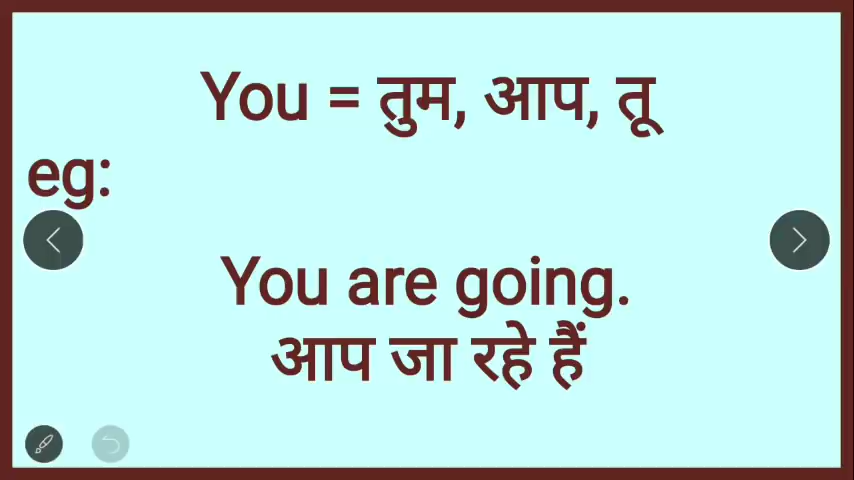 You = तुम, आप, तू
eg:
You are going.
आप जा रहे हैं